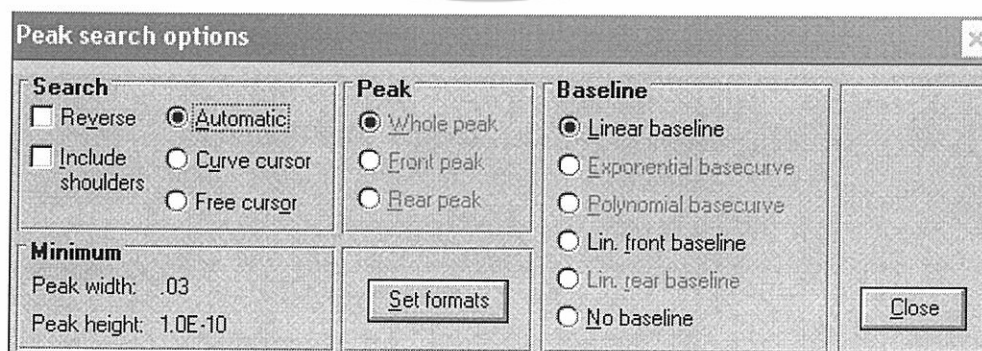 Peak search options
Search
Reverse
Automatic
Include shoulders
Curve cursor
Free cursor
Peak
Whole peak
Front peak
Rear peak
Baseline
Linear baseline
Exponential basecurve
Polynomial basecurve
Lin. front baseline
Lin. rear baseline
No baseline
Minimum
Peak width: .03
Peak height: 1.0E-10
Set formats
Close